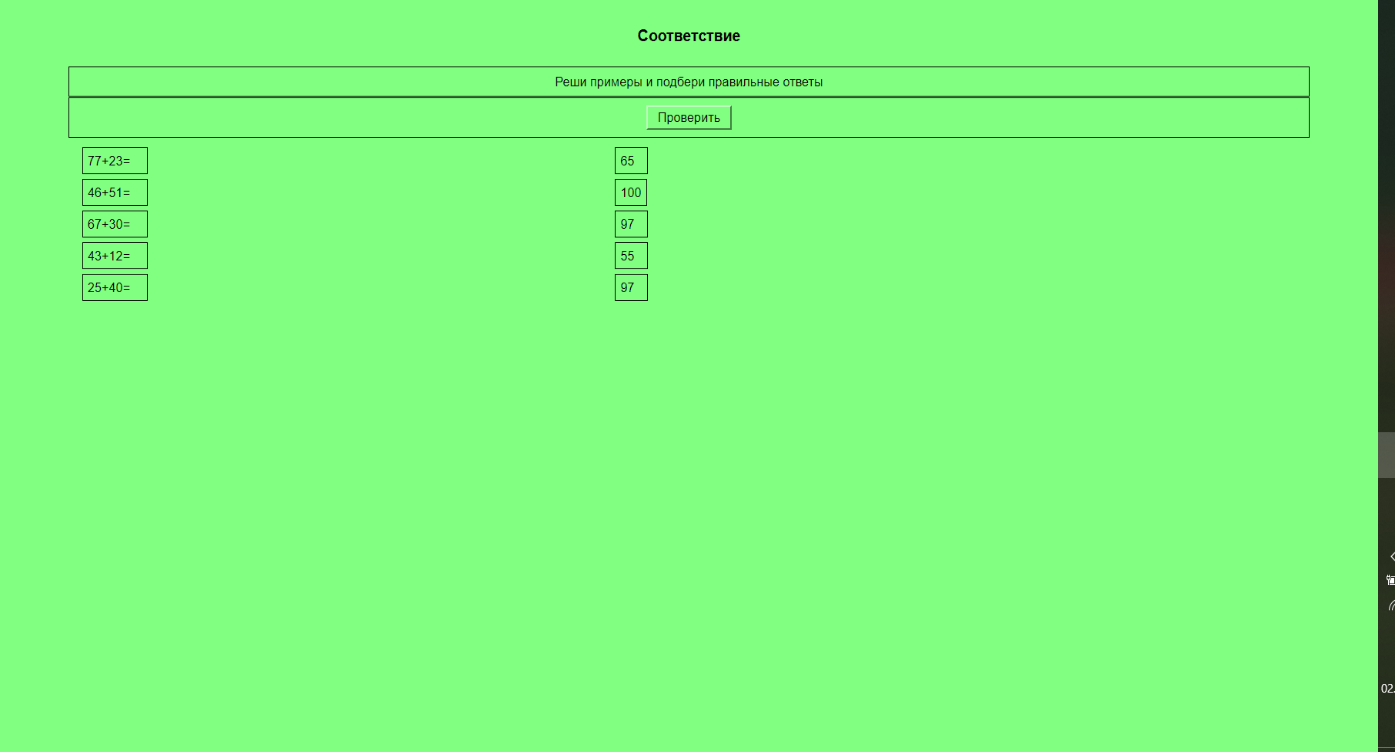 Соответствие
Реши примеры и подбери правильные ответы
Проверить
77+23= 65
46+51= 100
67+30= 97
43+12= 55
25+40= 97
02.